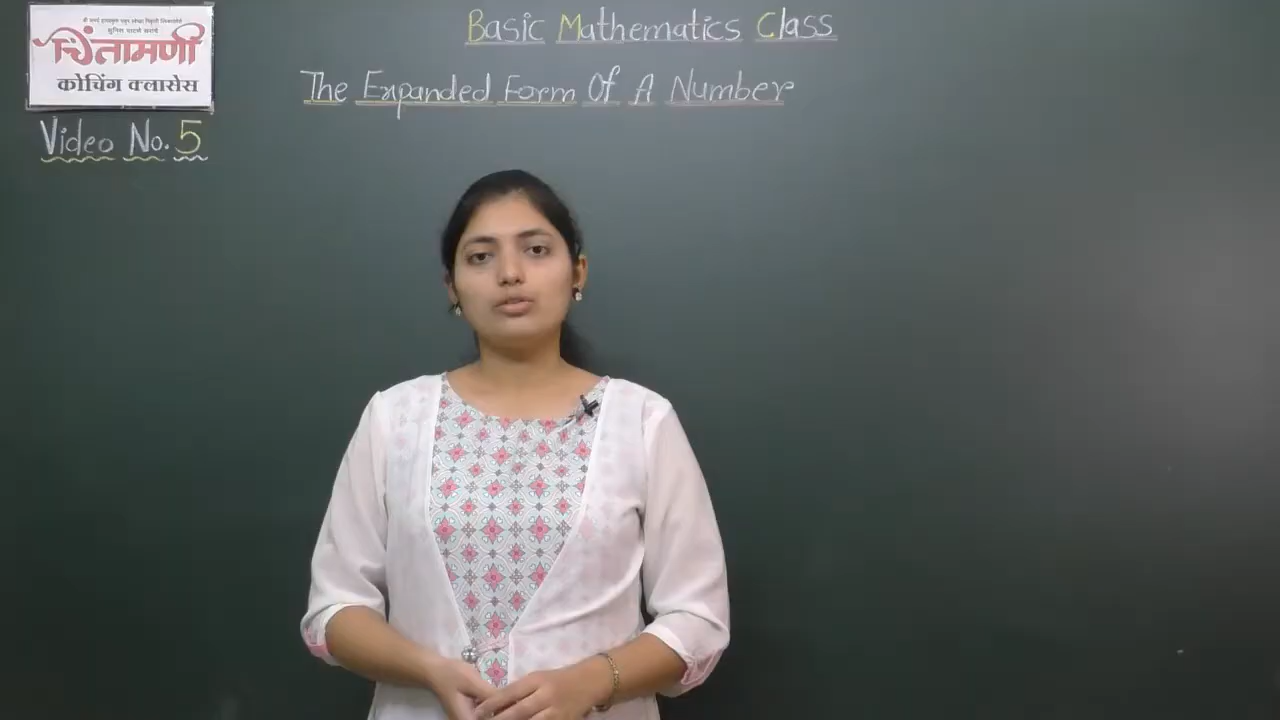 चिंतामणी
कोचिंग क्लासेस
Video No. 5
Basic Mathematics Class
The Expanded Form Of A Number